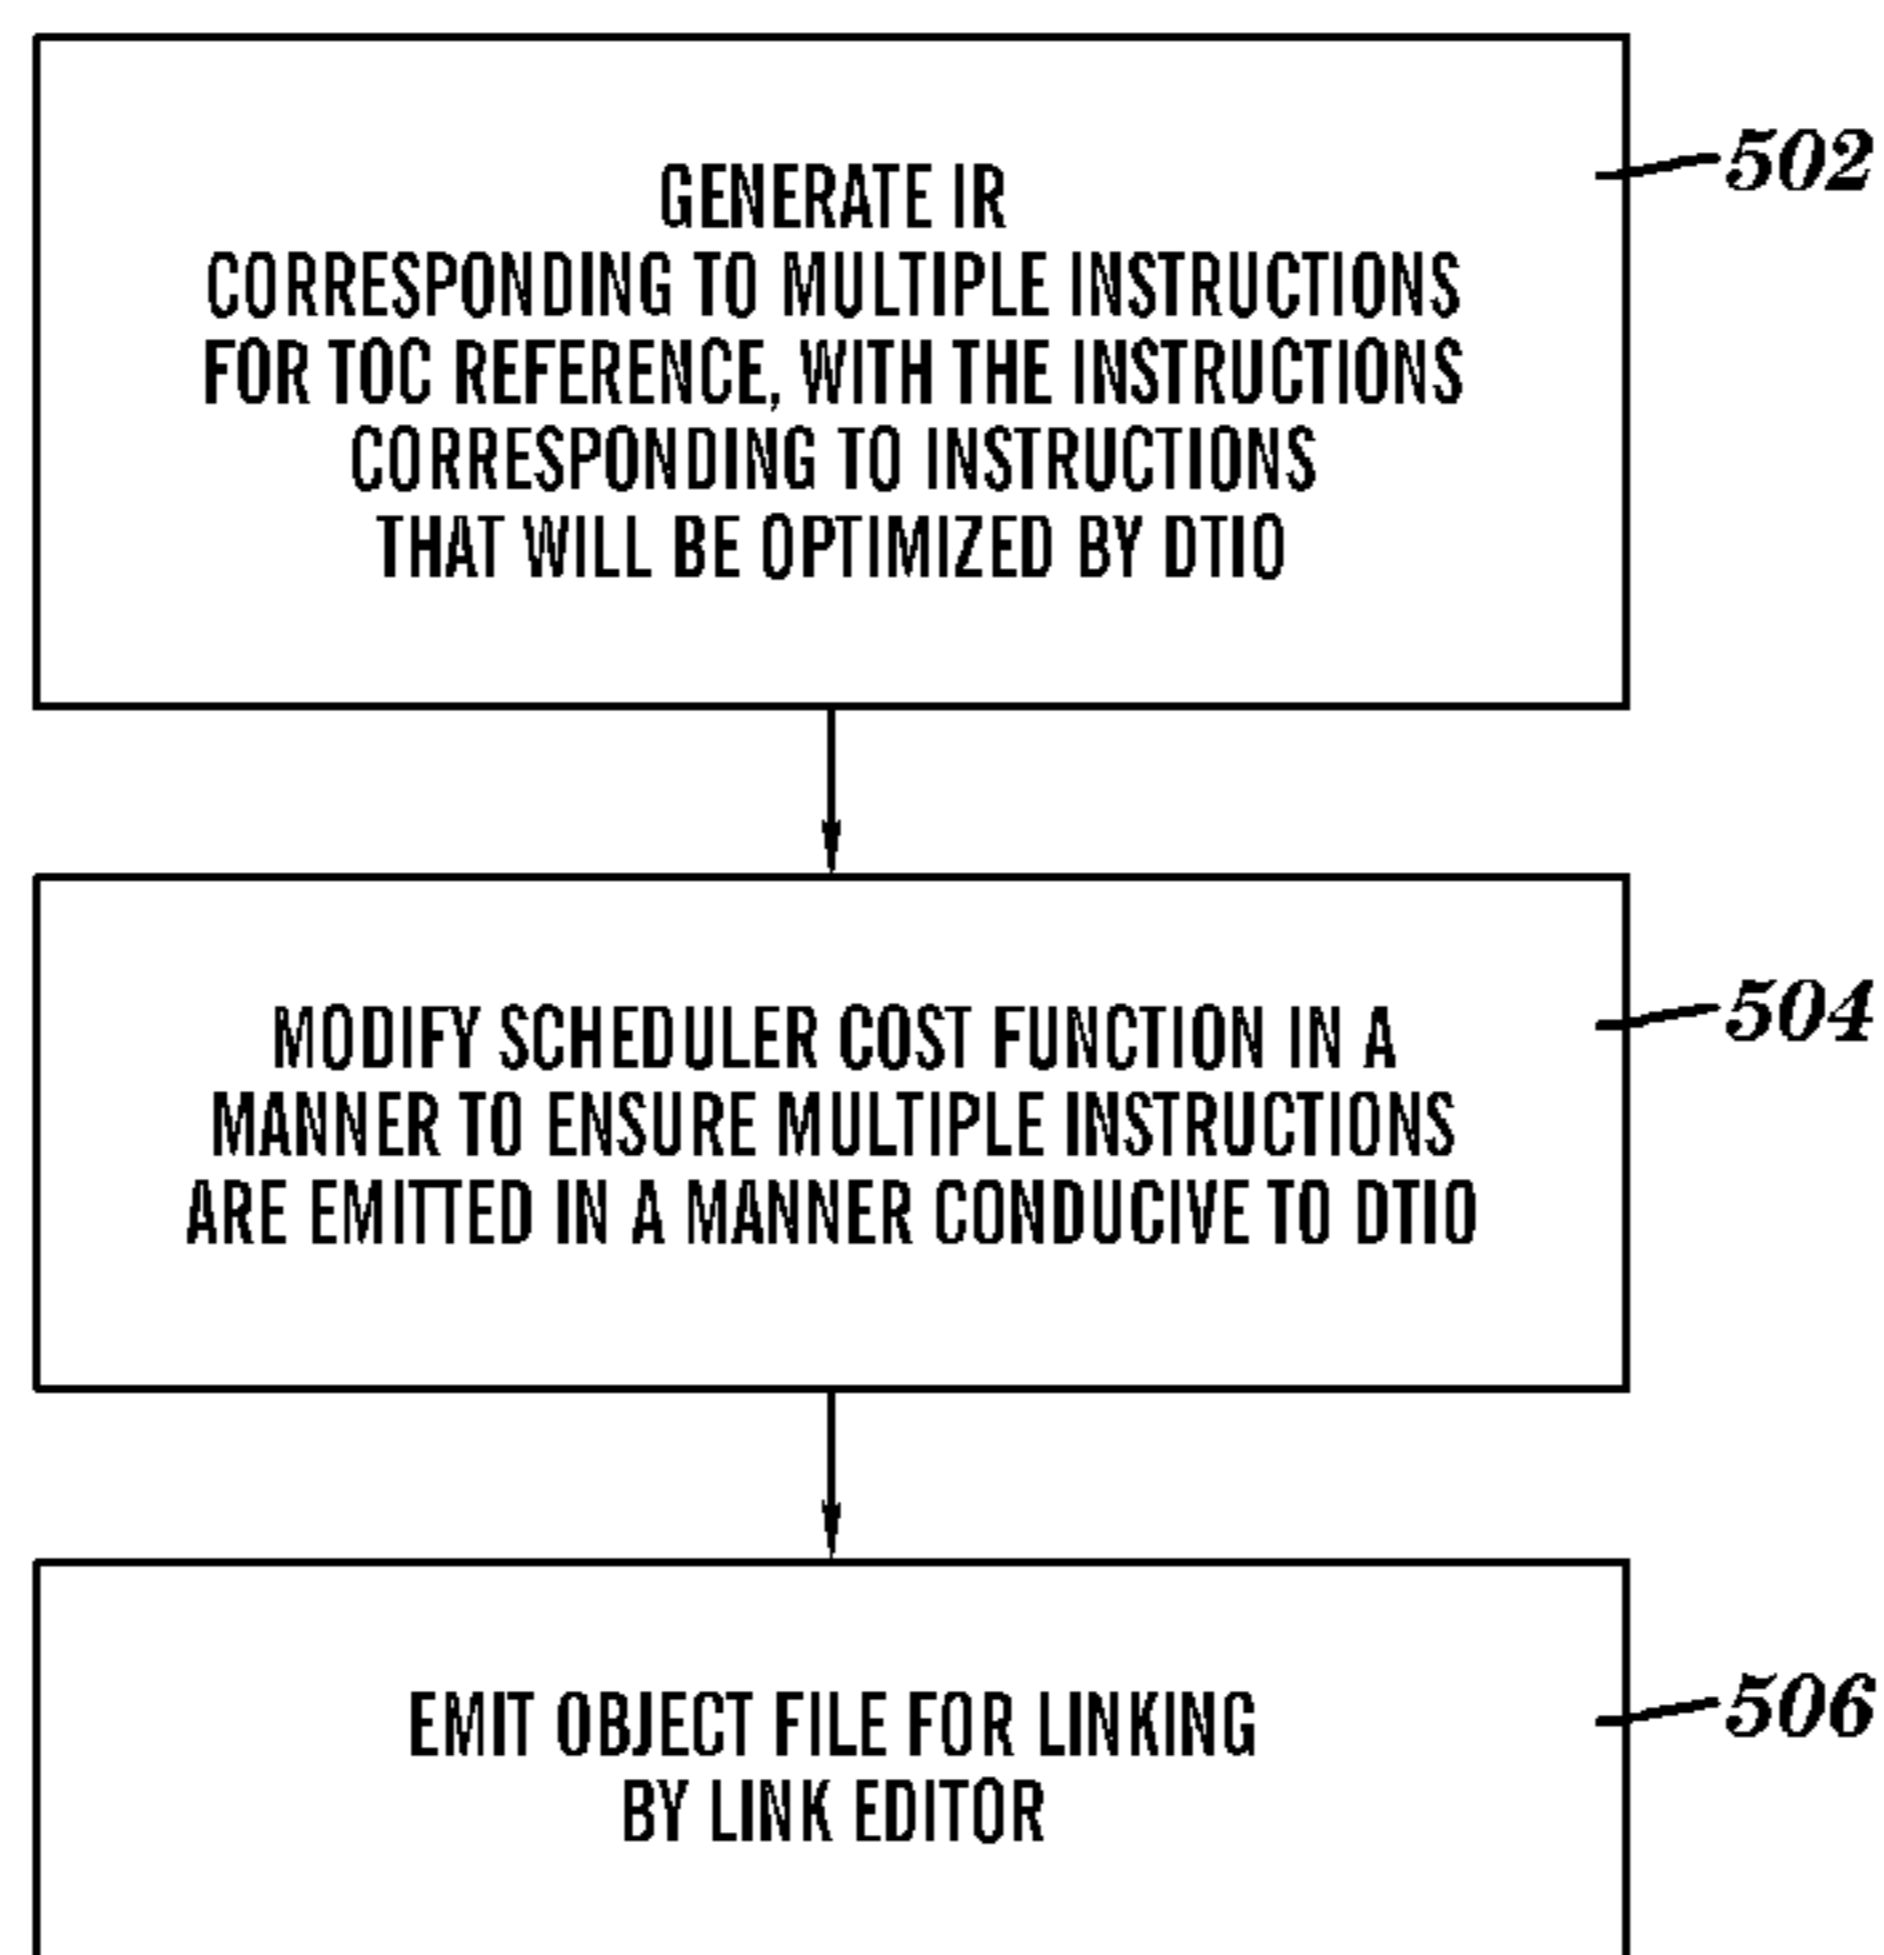 GENERATE IR
CORRESPONDING TO MULTIPLE INSTRUCTIONS
FOR TOC REFERENCE, WITH THE INSTRUCTIONS
CORRESPONDING TO INSTRUCTIONS
THAT WILL BE OPTIMIZED BY DTIO
502
MODIFY SCHEDULER COST FUNCTION IN A
MANNER TO ENSURE MULTIPLE INSTRUCTIONS
ARE EMITTED IN A MANNER CONDUCIVE TO DTIO
504
EMIT OBJECT FILE FOR LINKING
BY LINK EDITOR
506